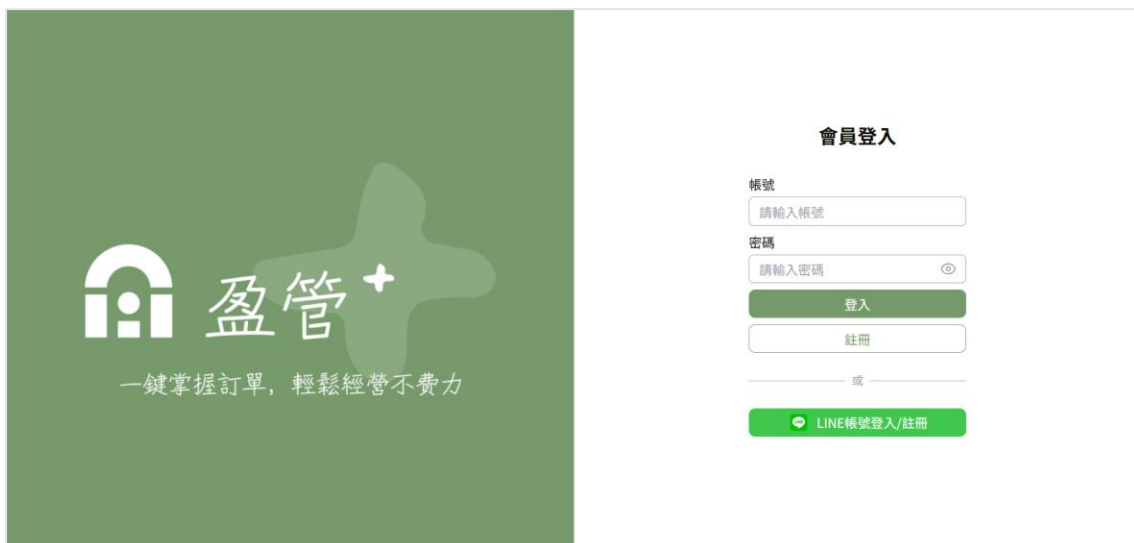 盈管+
一鍵掌握訂單, 輕鬆經營不費力
會員登入
帳號
請輸入帳號
密碼
請輸入密碼
登入
註冊
或
LINE帳號登入/註冊